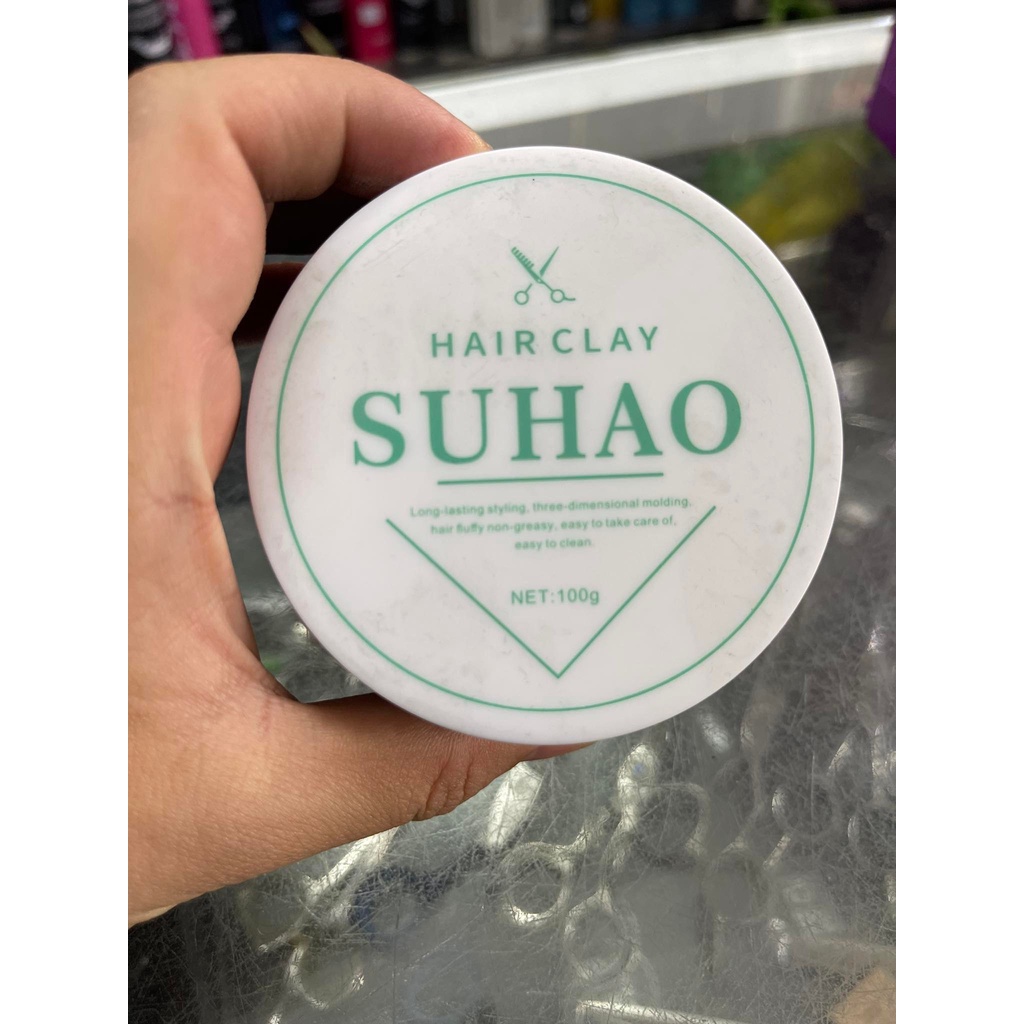 HAIR CLAY
SUHAO
Long-lasting styling, three-dimensional molding,
hair fluffy non-greasy, easy to take care of,
easy to clean.
NET:100g